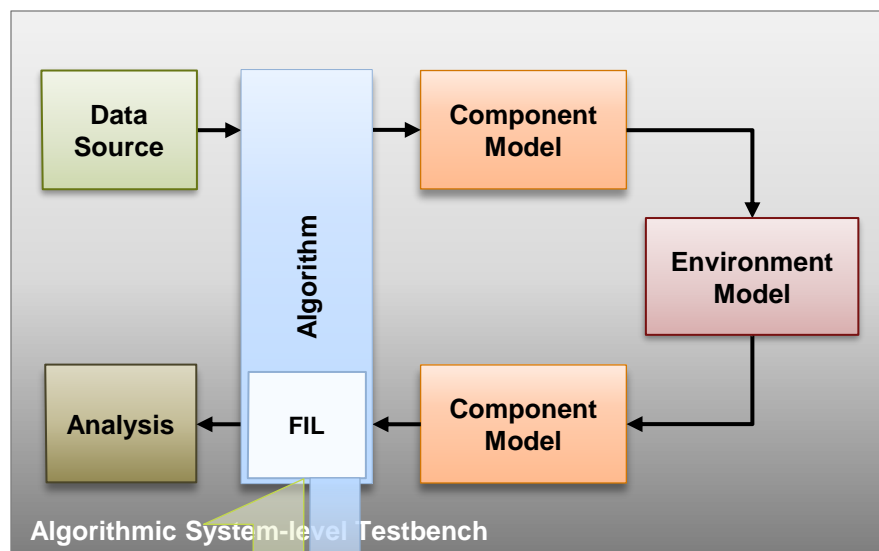 Data
Source
Algorithm
Component
Model
Environment
Model
Component
Model
FIL
Analysis
Algorithmic System-level Testbench